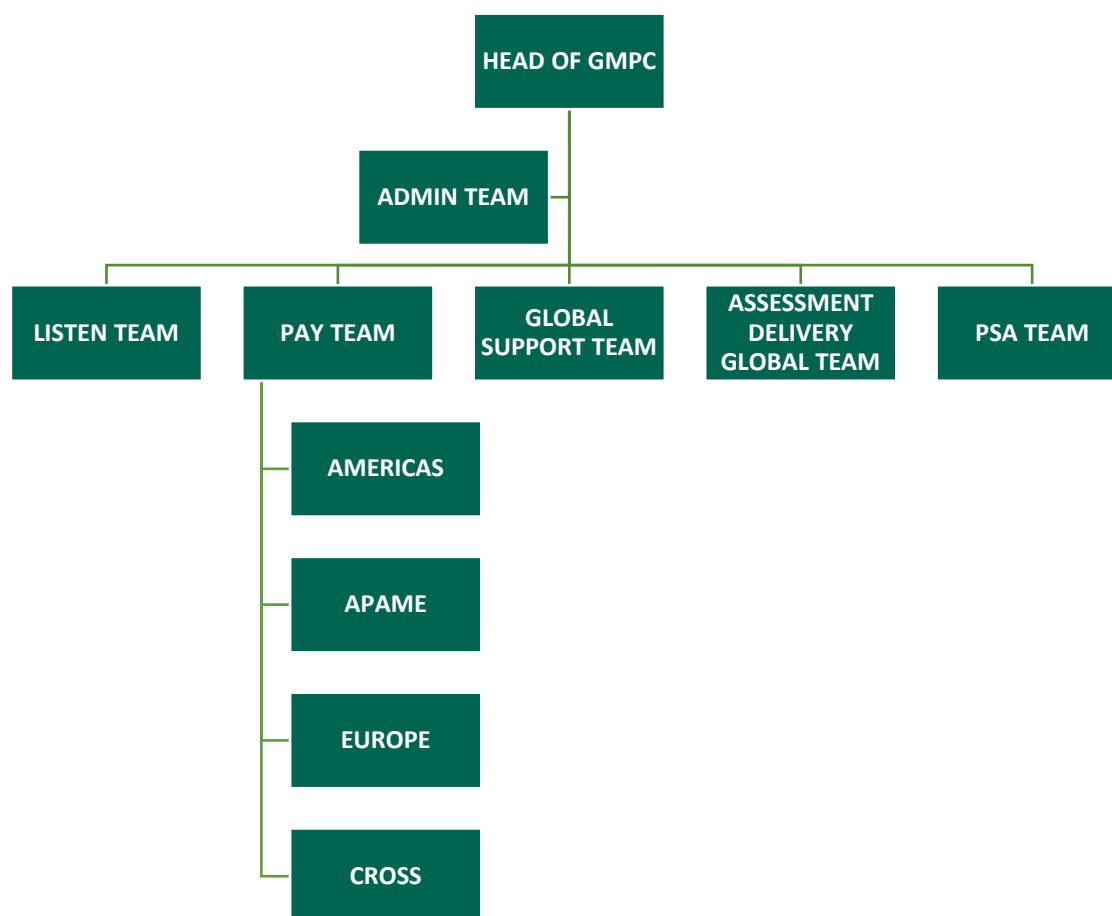 HEAD OF GMPC
ADMIN TEAM
LISTEN TEAM
PAY TEAM
GLOBAL
SUPPORT TEAM
ASSESSMENT
DELIVERY
GLOBAL TEAM
PSA TEAM
AMERICAS
APAME
EUROPE
CROSS